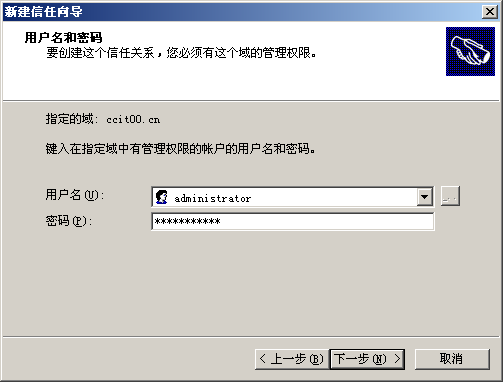 新建信任向导
用户名和密码
要创建这个信任关系，您必须有这个域的管理权限。
指定的域: ccit00.cn
键入在指定域中有管理权限的帐户的用户名和密码。
用户名(U):
administrator
...
密码(P):
***********
< 上一步(B)
下一步(N) >
取消